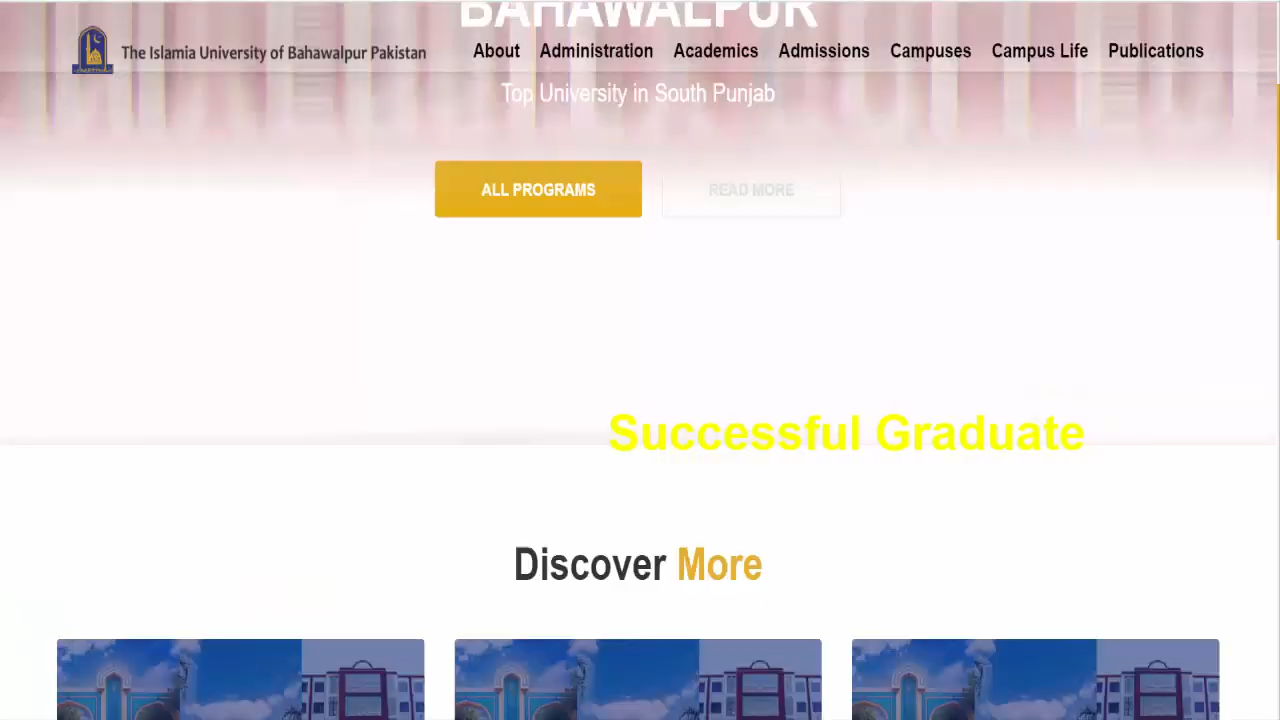 BAHAWALPUR
The Islamia University of Bahawalpur Pakistan
About Administration Academics Admissions Campuses Campus Life Publications
Top University in South Punjab
ALL PROGRAMS READ MORE
Successful Graduate
Discover More